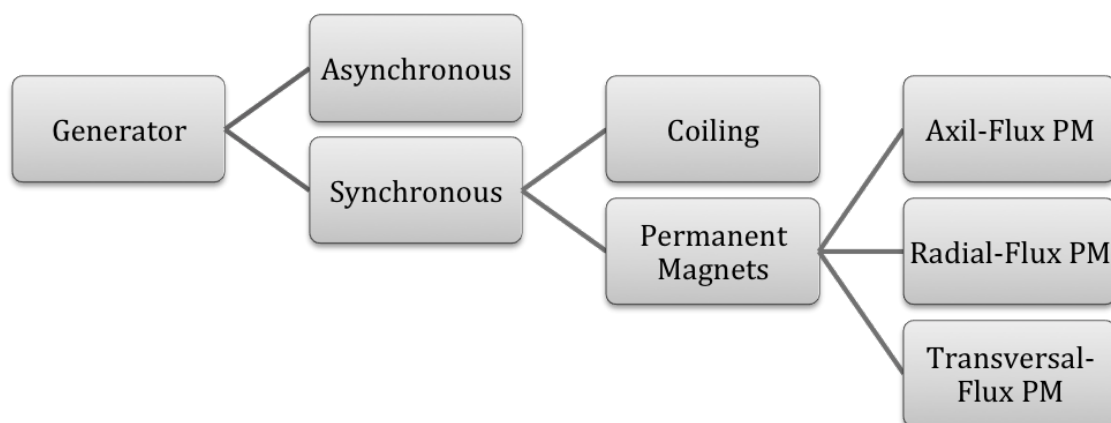 Generator
Asynchronous
Synchronous
Coiling
Permanent
Magnets
Axil-Flux PM
Radial-Flux PM
Transversal-
Flux PM